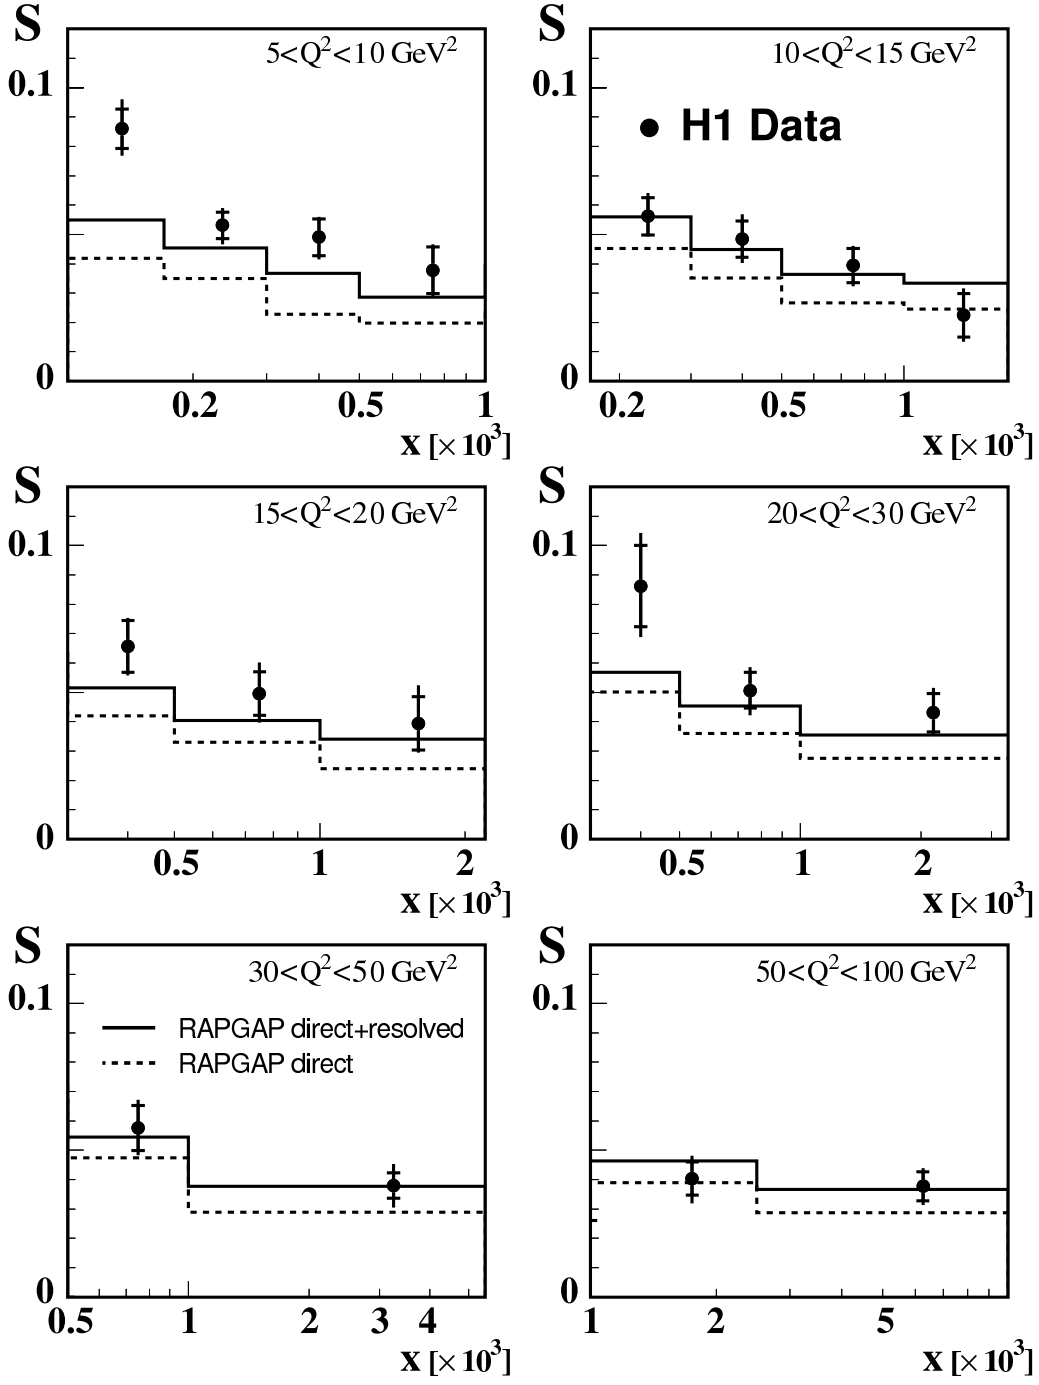 S
5<Q²<10 GeV²
0.1
0
0.2 0.5 1
x [×10³]
S
10<Q²<15 GeV²
0.1
H1 Data
0
0.2 0.5 1
x [×10³]
S
15<Q²<20 GeV²
0.1
0
0.5 1 2
x [×10³]
S
20<Q²<30 GeV²
0.1
0
0.5 1 2
x [×10³]
S
30<Q²<50 GeV²
0.1
RAPGAP direct+resolved
RAPGAP direct
0
0.5 1 2 3 4
x [×10³]
S
50<Q²<100 GeV²
0.1
0
1 2 5
x [×10³]